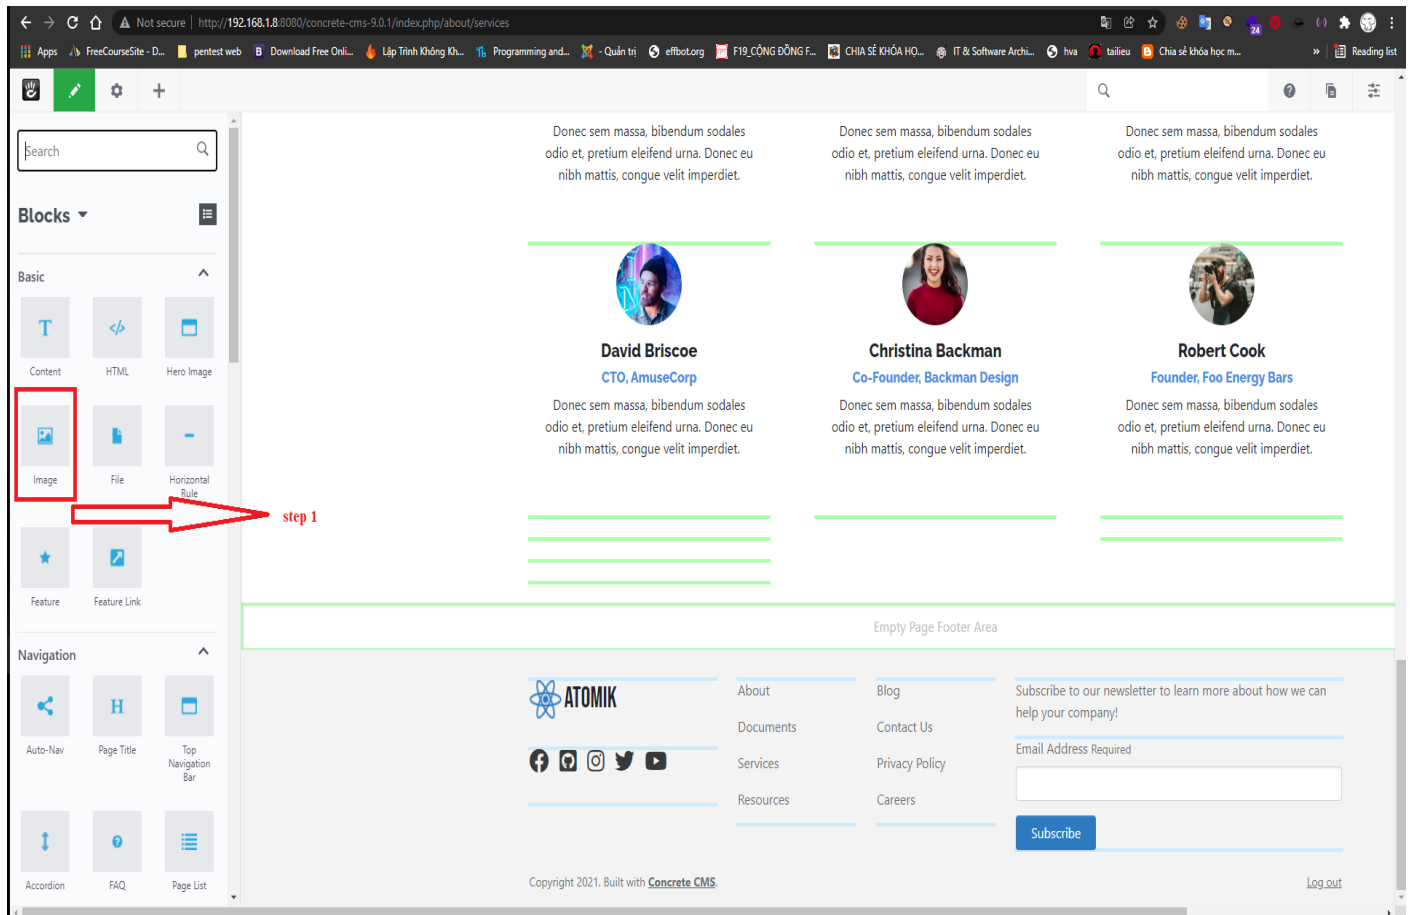 Not secure | http://192.168.1.8:8080/concrete-cms-9.0.1/index.php/about/services
24
Apps FreeCourseSite - D... pentest web Download Free Onli... Lập Trình Không Kh... Programming and... - Quản trị effbot.org F19_CỘNG ĐỒNG F... CHIA SẺ KHÓA HỌ... IT & Software Archi... hva tailieu Chia sẻ khóa học m... » Reading list
Search
Blocks
Basic
Content HTML Hero Image
Image File Horizontal
Rule
step 1
Feature Feature Link
Navigation
Auto-Nav Page Title Top
Navigation
Bar
Accordion FAQ Page List
Donec sem massa, bibendum sodales
odio et, pretium eleifend urna. Donec eu
nibh mattis, congue velit imperdiet.
Donec sem massa, bibendum sodales
odio et, pretium eleifend urna. Donec eu
nibh mattis, congue velit imperdiet.
Donec sem massa, bibendum sodales
odio et, pretium eleifend urna. Donec eu
nibh mattis, congue velit imperdiet.
David Briscoe
CTO, AmuseCorp
Donec sem massa, bibendum sodales
odio et, pretium eleifend urna. Donec eu
nibh mattis, congue velit imperdiet.
Christina Backman
Co-Founder, Backman Design
Donec sem massa, bibendum sodales
odio et, pretium eleifend urna. Donec eu
nibh mattis, congue velit imperdiet.
Robert Cook
Founder, Foo Energy Bars
Donec sem massa, bibendum sodales
odio et, pretium eleifend urna. Donec eu
nibh mattis, congue velit imperdiet.
Empty Page Footer Area
ATOMIK
About
Documents
Services
Resources
Blog
Contact Us
Privacy Policy
Careers
Subscribe to our newsletter to learn more about how we can
help your company!
Email Address Required
Subscribe
Copyright 2021. Built with Concrete CMS.
Log out